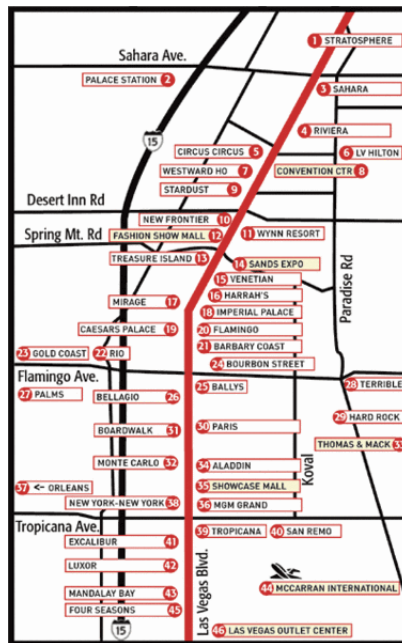 1 STRATOSPHERE
Sahara Ave.
PALACE STATION 2
3 SAHARA
15
4 RIVIERA
CIRCUS CIRCUS 5
6 LV HILTON
WESTWARD HO 7
CONVENTION CTR 8
STARDUST 9
Desert Inn Rd
NEW FRONTIER 10
Spring Mt. Rd
FASHION SHOW MALL 12
11 WYNN RESORT
TREASURE ISLAND 13
14 SANDS EXPO
Paradise Rd
15 VENETIAN
MIRAGE 17
16 HARRAH'S
18 IMPERIAL PALACE
CAESARS PALACE 19
20 FLAMINGO
21 BARBARY COAST
23 GOLD COAST
22 RIO
24 BOURBON STREET
Flamingo Ave.
27 PALMS
BELLAGIO 26
25 BALLYS
28 TERRIBLE
29 HARD ROCK
BOARDWALK 31
30 PARIS
THOMAS & MACK 33
MONTE CARLO 32
34 ALADDIN
Koval
37 ← ORLEANS
35 SHOWCASE MALL
NEW YORK-NEW YORK 38
36 MGM GRAND
Tropicana Ave.
39 TROPICANA
40 SAN REMO
EXCALIBUR 41
LUXOR 42
Las Vegas Blvd.
44 MCCARRAN INTERNATIONAL
MANDALAY BAY 43
FOUR SEASONS 45
15
46 LAS VEGAS OUTLET CENTER